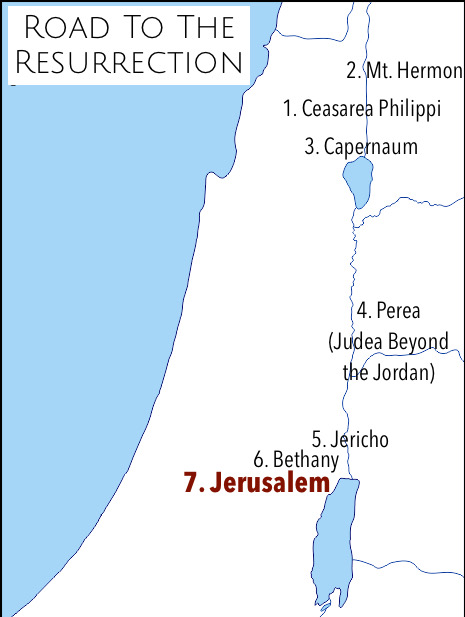 Road To The
Resurrection
2. Mt. Hermon
1. Ceasarea Philippi
3. Capernaum
4. Perea
(Judea Beyond
the Jordan)
5. Jericho
6. Bethany
7. Jerusalem